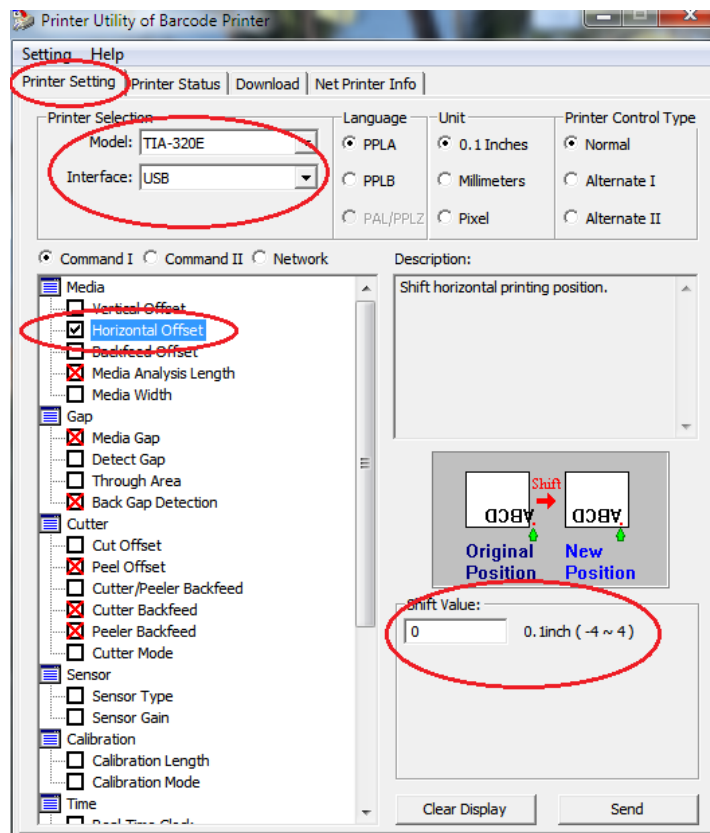 Printer Utility of Barcode Printer
Setting Help
Printer Setting Printer Status Download Net Printer Info
Printer Selection
Model: TIA-320E
Interface: USB
Language
PPLA
PPLB
PAL/PPLZ
Unit
0.1 Inches
Millimeters
Pixel
Printer Control Type
Normal
Alternate I
Alternate II
Command I Command II Network
Media
Vertical Offset
Horizontal Offset
Backfeed Offset
Media Analysis Length
Media Width
Gap
Media Gap
Detect Gap
Through Area
Back Gap Detection
Cutter
Cut Offset
Peel Offset
Cutter/Peeler Backfeed
Cutter Backfeed
Peeler Backfeed
Cutter Mode
Sensor
Sensor Type
Sensor Gain
Calibration
Calibration Length
Calibration Mode
Time
Real Time Clock
Description:
Shift horizontal printing position.
Shift
ABCD
ABCD
Original
Position
New
Position
Shift Value:
0 0.1inch ( -4 ~ 4 )
Clear Display Send